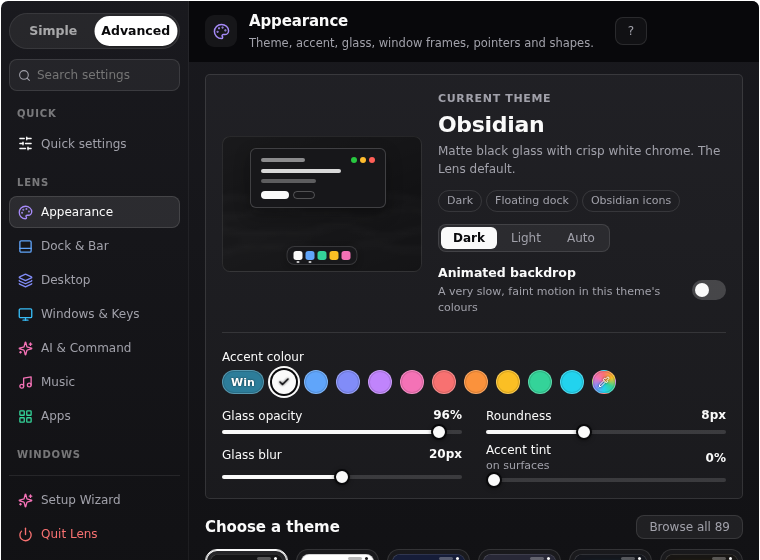 Simple
Advanced
Search settings
QUICK
Quick settings
LENS
Appearance
Dock & Bar
Desktop
Windows & Keys
AI & Command
Music
Apps
WINDOWS
Setup Wizard
Quit Lens
Appearance
Theme, accent, glass, window frames, pointers and shapes.
?
CURRENT THEME
Obsidian
Matte black glass with crisp white chrome. The
Lens default.
Dark
Floating dock
Obsidian icons
Dark
Light
Auto
Animated backdrop
A very slow, faint motion in this theme's
colours
Accent colour
Win
Glass opacity
96%
Roundness
8px
Glass blur
20px
Accent tint
on surfaces
0%
Choose a theme
Browse all 89